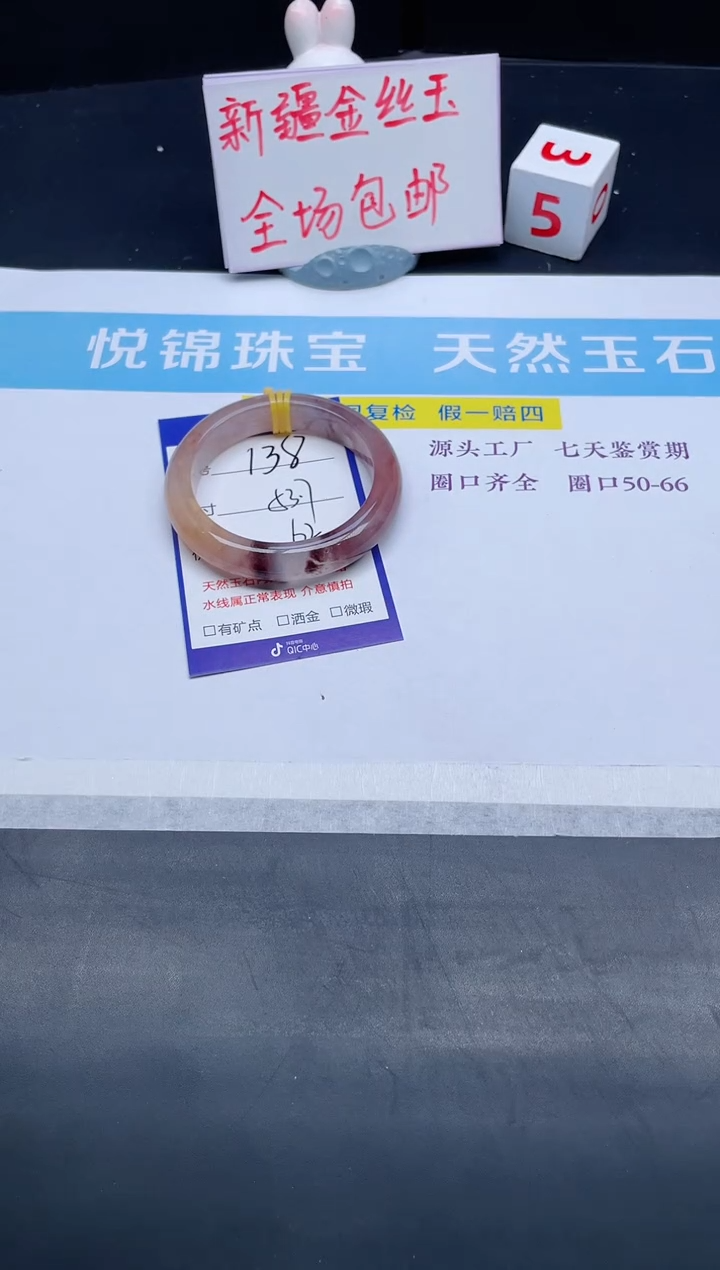 新疆金丝玉
全场包邮
3
5
悦锦珠宝 天然玉石
复检 假一赔四
源头工厂 七天鉴赏期
圈口齐全 圈口50-66
138
53.7
天然玉石
水线属正常表现 介意慎拍
□有矿点 □洒金 □微瑕
QIC中心